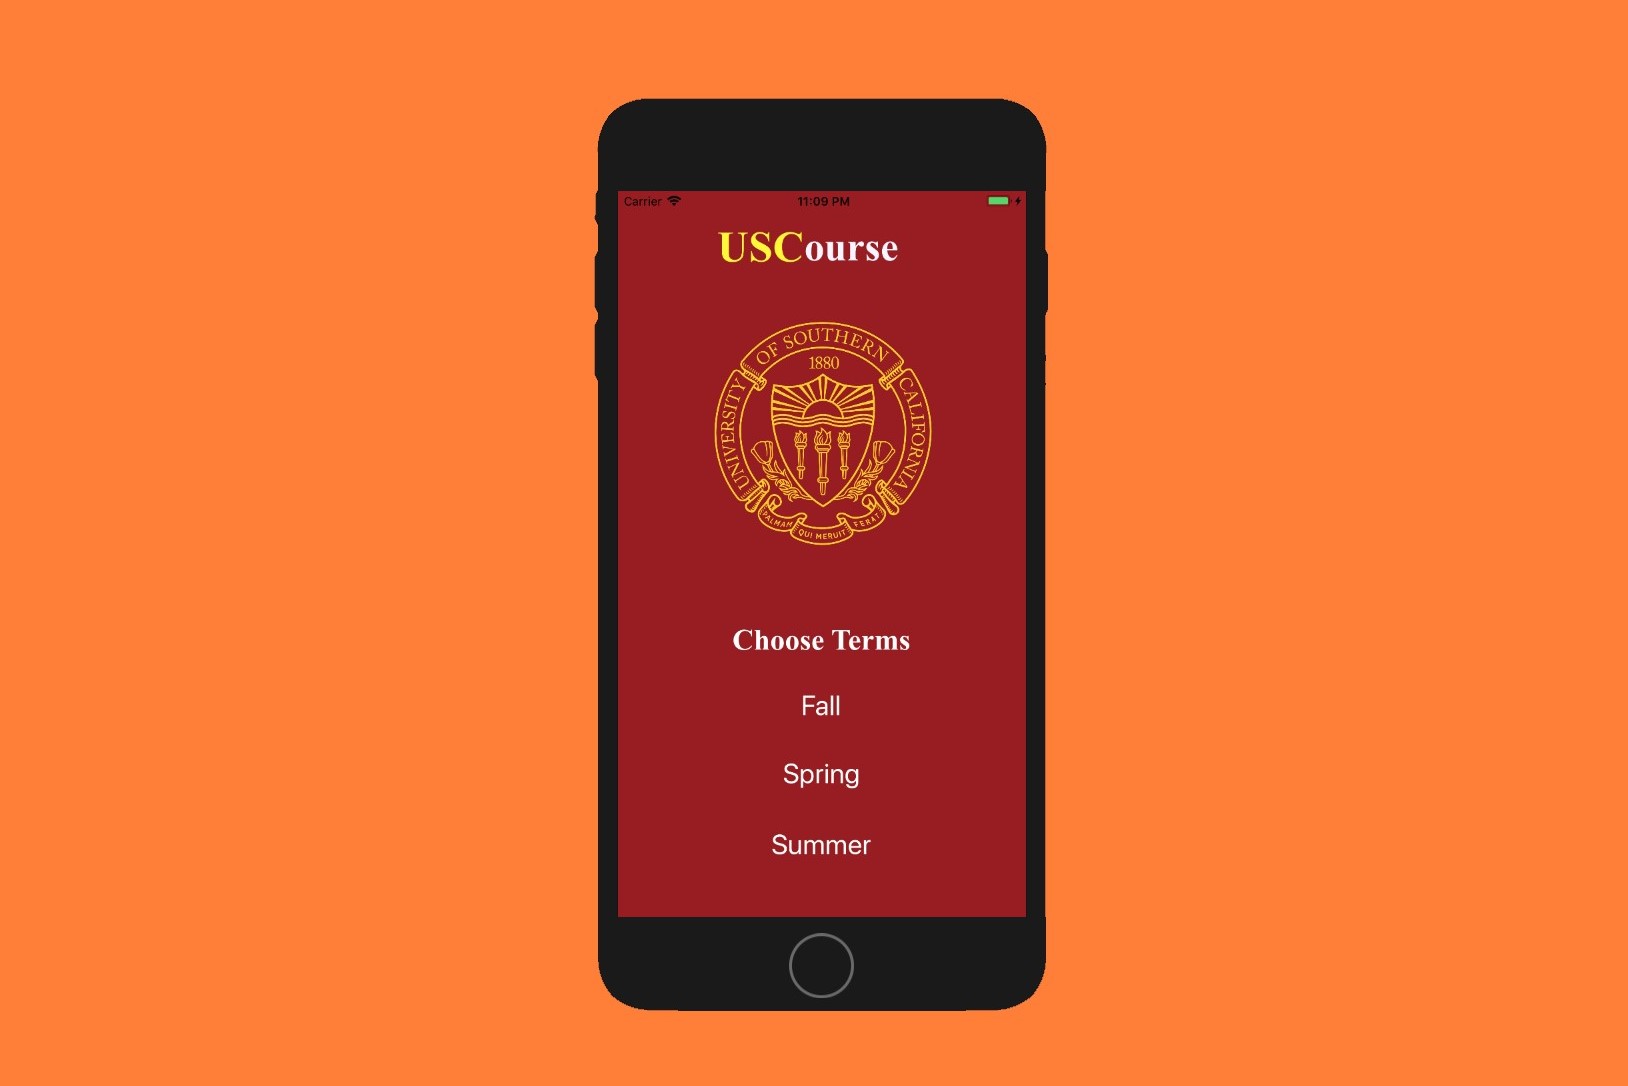 Carrier 11:09 PM
USCourse
UNIVERSITY OF SOUTHERN CALIFORNIA
1880
PALMAM QUI MERUIT FERAT
Choose Terms
Fall
Spring
Summer